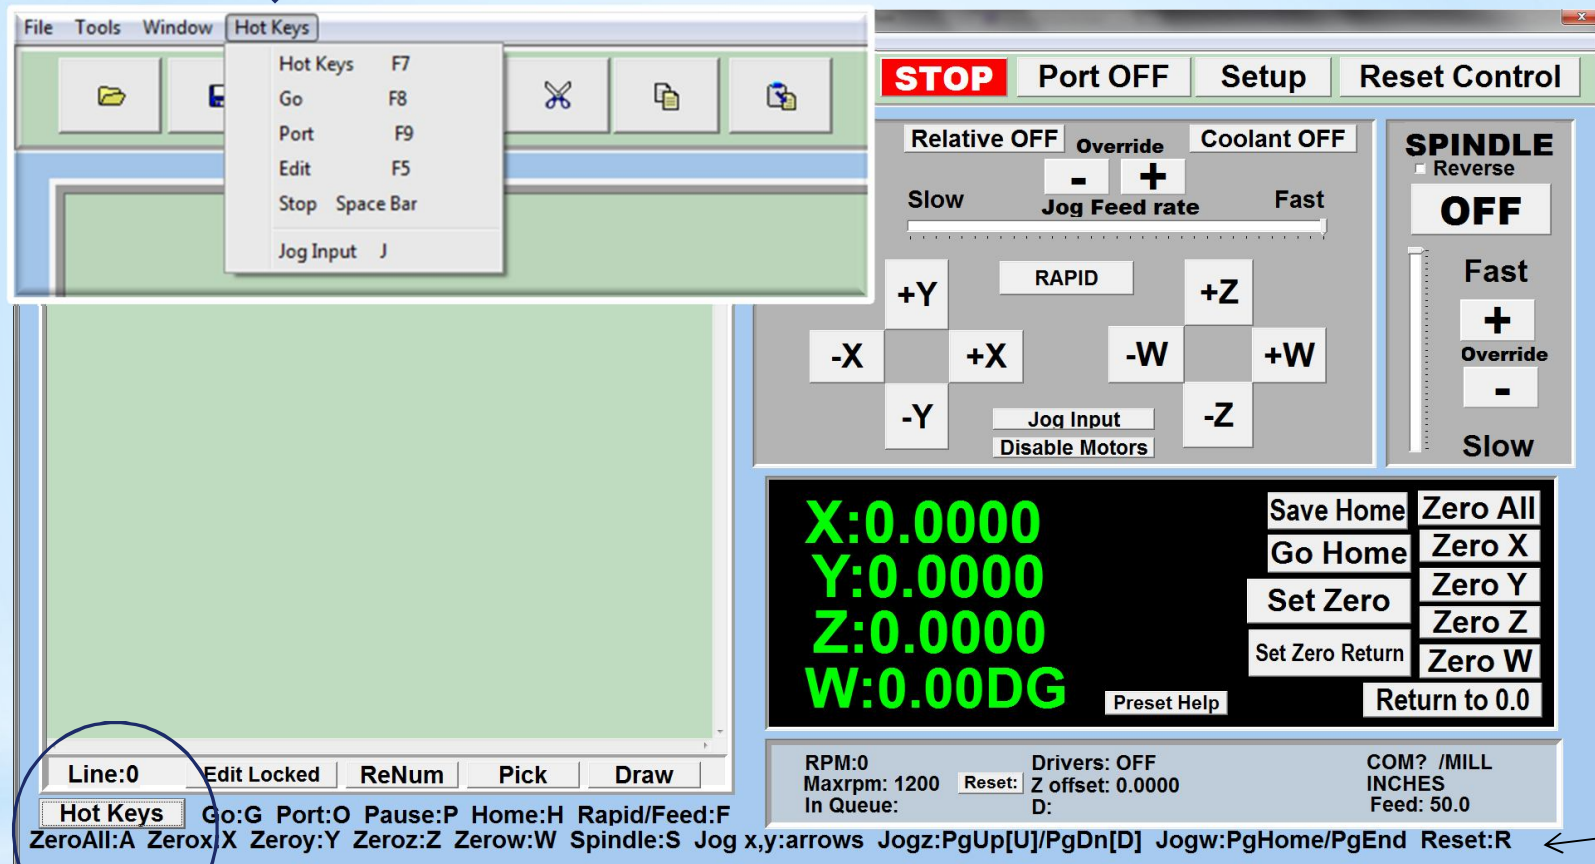 File Tools Window Hot Keys
Hot Keys F7
Go F8
Port F9
Edit F5
Stop Space Bar
Jog Input J
STOP Port OFF Setup Reset Control
Relative OFF Override Coolant OFF
- +
Slow Jog Feed rate Fast
RAPID
+Y +Z
-X +X -W +W
-Y -Z
Jog Input
Disable Motors
SPINDLE
Reverse
OFF
Fast
+
Override
-
Slow
X:0.0000
Y:0.0000
Z:0.0000
W:0.00DG
Preset Help
Save Home Zero All
Go Home Zero X
Set Zero Zero Y
Zero Z
Set Zero Return Zero W
Return to 0.0
Line:0 Edit Locked ReNum Pick Draw
RPM:0 Drivers: OFF COM? /MILL
Maxrpm: 1200 Reset: Z offset: 0.0000 INCHES
In Queue: D: Feed: 50.0
Hot Keys Go:G Port:O Pause:P Home:H Rapid/Feed:F
ZeroAll:A Zerox:X Zeroy:Y Zeroz:Z Zerow:W Spindle:S Jog x,y:arrows Jogz:PgUp[U]/PgDn[D] Jogw:PgHome/PgEnd Reset:R